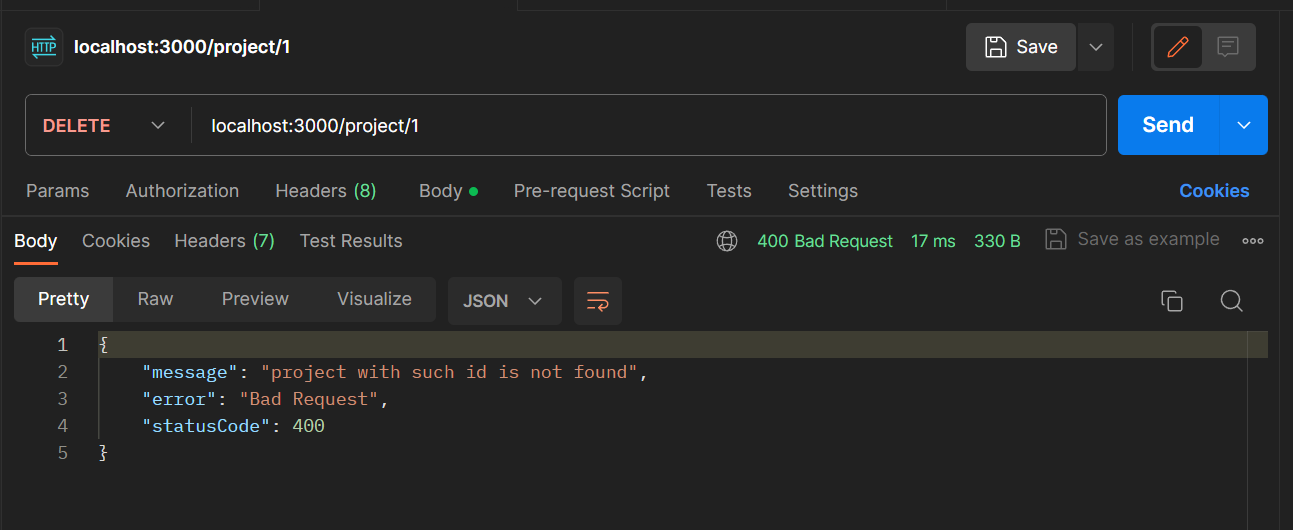 HTTP localhost:3000/project/1 Save
DELETE localhost:3000/project/1 Send
Params Authorization Headers (8) Body Pre-request Script Tests Settings Cookies
Body Cookies Headers (7) Test Results 400 Bad Request 17 ms 330 B Save as example
Pretty Raw Preview Visualize JSON
1 {
2 "message": "project with such id is not found",
3 "error": "Bad Request",
4 "statusCode": 400
5 }